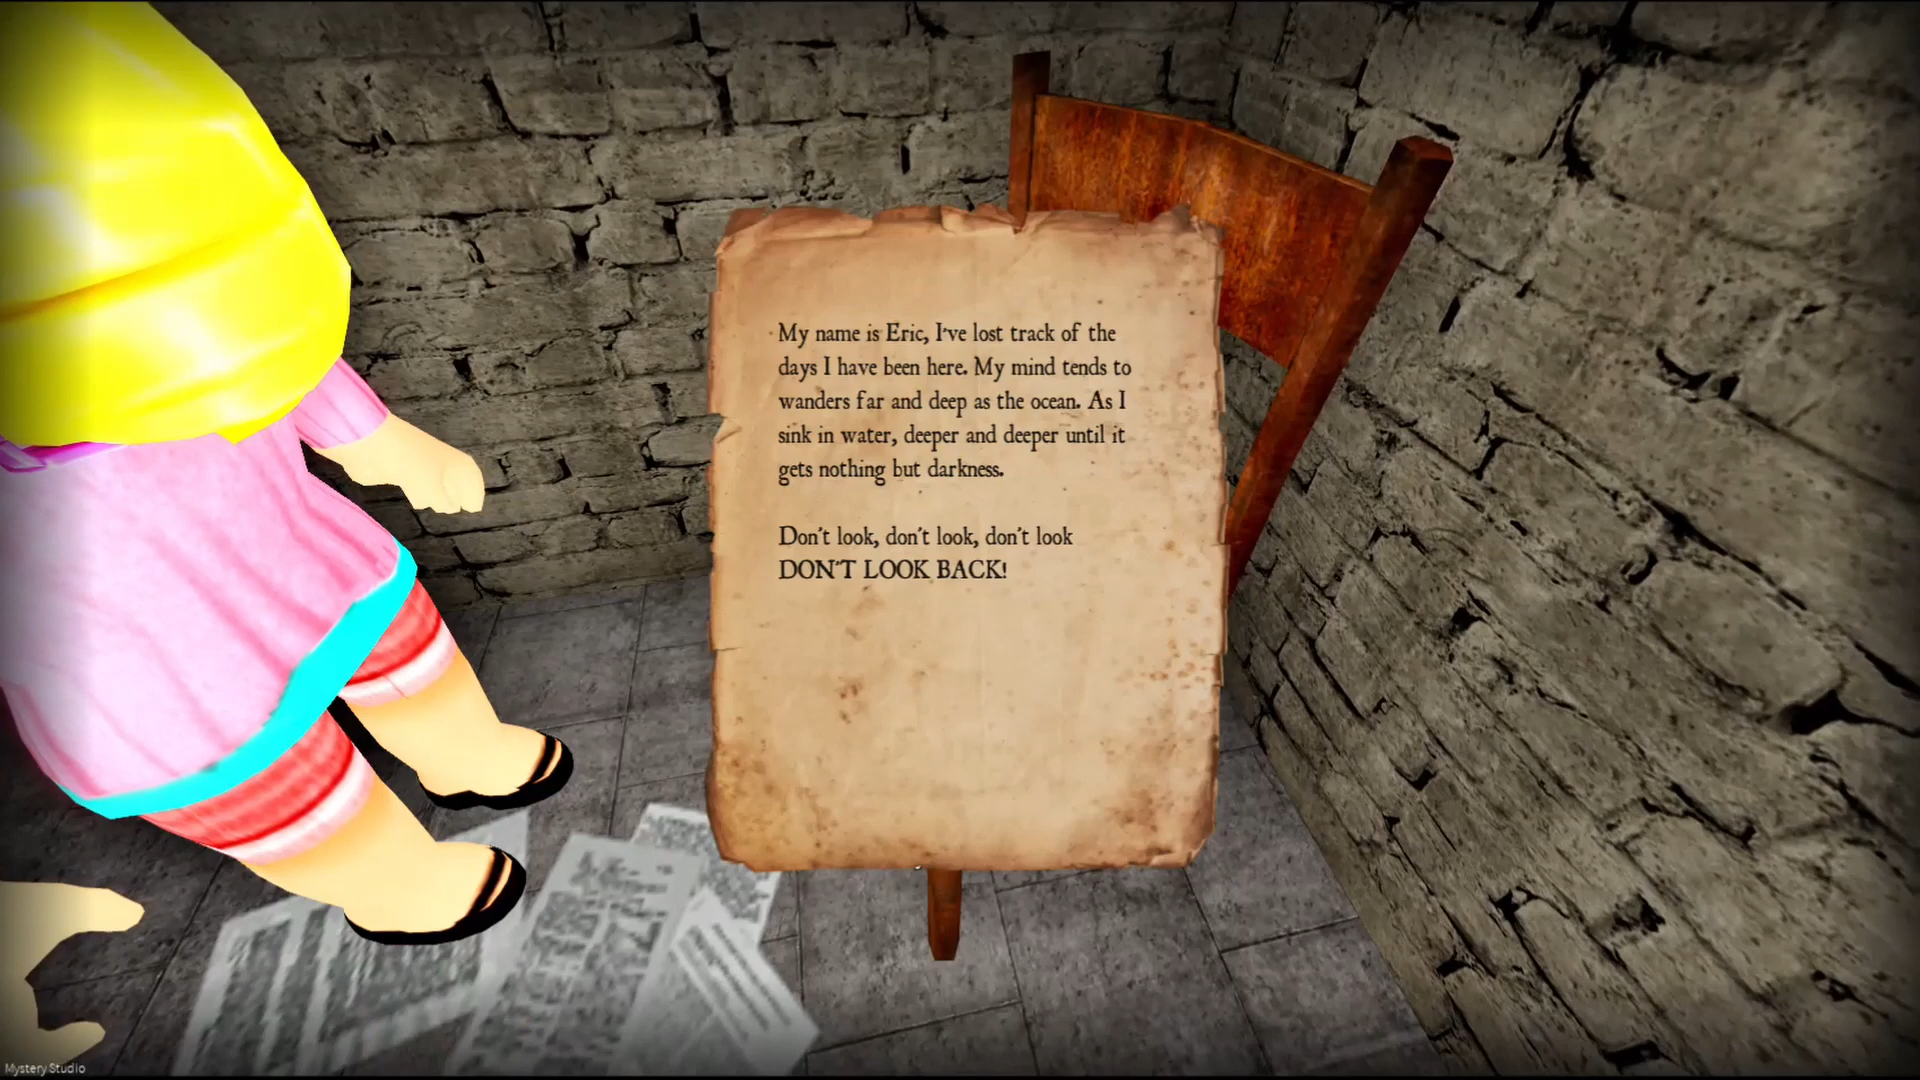 My name is Eric, I've lost track of the
days I have been here. My mind tends to
wanders far and deep as the ocean. As I
sink in water, deeper and deeper until it
gets nothing but darkness.
Don't look, don't look, don't look
DON'T LOOK BACK!
Mystery Studio